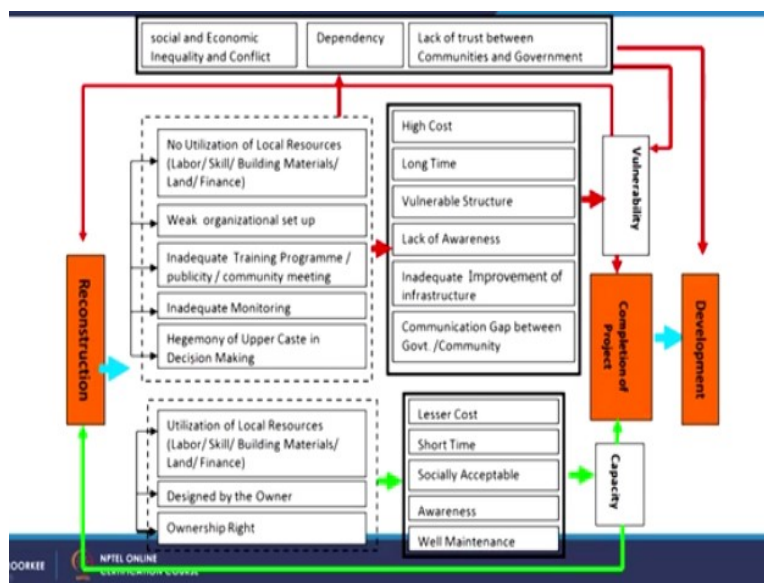 social and Economic
Inequality and Conflict
Dependency
Lack of trust between
Communities and Government
No Utilization of Local Resources
(Labor/ Skill/ Building Materials/
Land/ Finance)
Weak organizational set up
Inadequate Training Programme /
publicity / community meeting
Inadequate Monitoring
Hegemony of Upper Caste in
Decision Making
High Cost
Long Time
Vulnerable Structure
Lack of Awareness
Inadequate Improvement of
infrastructure
Communication Gap between
Govt. /Community
Vulnerability
Reconstruction
Completion of
Project
Development
Utilization of Local Resources
(Labor/ Skill/ Building Materials/
Land/ Finance)
Designed by the Owner
Ownership Right
Lesser Cost
Short Time
Socially Acceptable
Awareness
Well Maintenance
Capacity
OORKEE
NPTEL ONLINE
CERTIFICATION COURSE